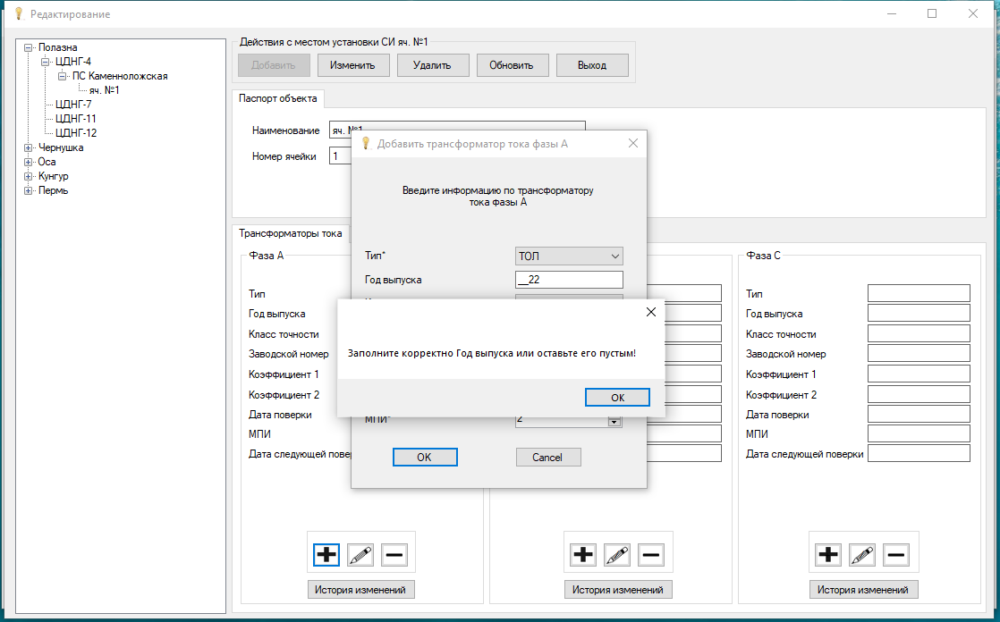 Редактирование
Полазна
ЦДНГ-4
ПС Каменноложская
яч. №1
ЦДНГ-7
ЦДНГ-11
ЦДНГ-12
Чернушка
Оса
Кунгур
Пермь
Действия с местом установки СИ яч. №1
Добавить
Изменить
Удалить
Обновить
Выход
Паспорт объекта
Наименование
яч. №1
Номер ячейки
1
Добавить трансформатор тока фазы А
Введите информацию по трансформатору
тока фазы А
Тип*
ТОЛ
Год выпуска
__22
Заполните корректно Год выпуска или оставьте его пустым!
OK
МПИ*
2
OK
Cancel
Трансформаторы тока
Фаза А
Тип
Год выпуска
Класс точности
Заводской номер
Коэффициент 1
Коэффициент 2
Дата поверки
МПИ
Дата следующей
История изменений
История изменений
Фаза С
Тип
Год выпуска
Класс точности
Заводской номер
Коэффициент 1
Коэффициент 2
Дата поверки
МПИ
Дата следующей поверки
История изменений